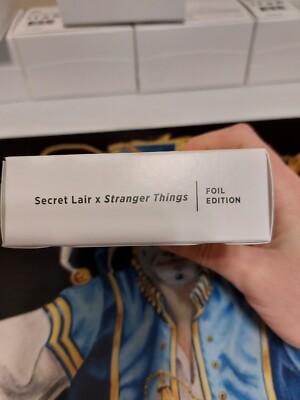 Secret Lair x Stranger Things
FOIL
EDITION